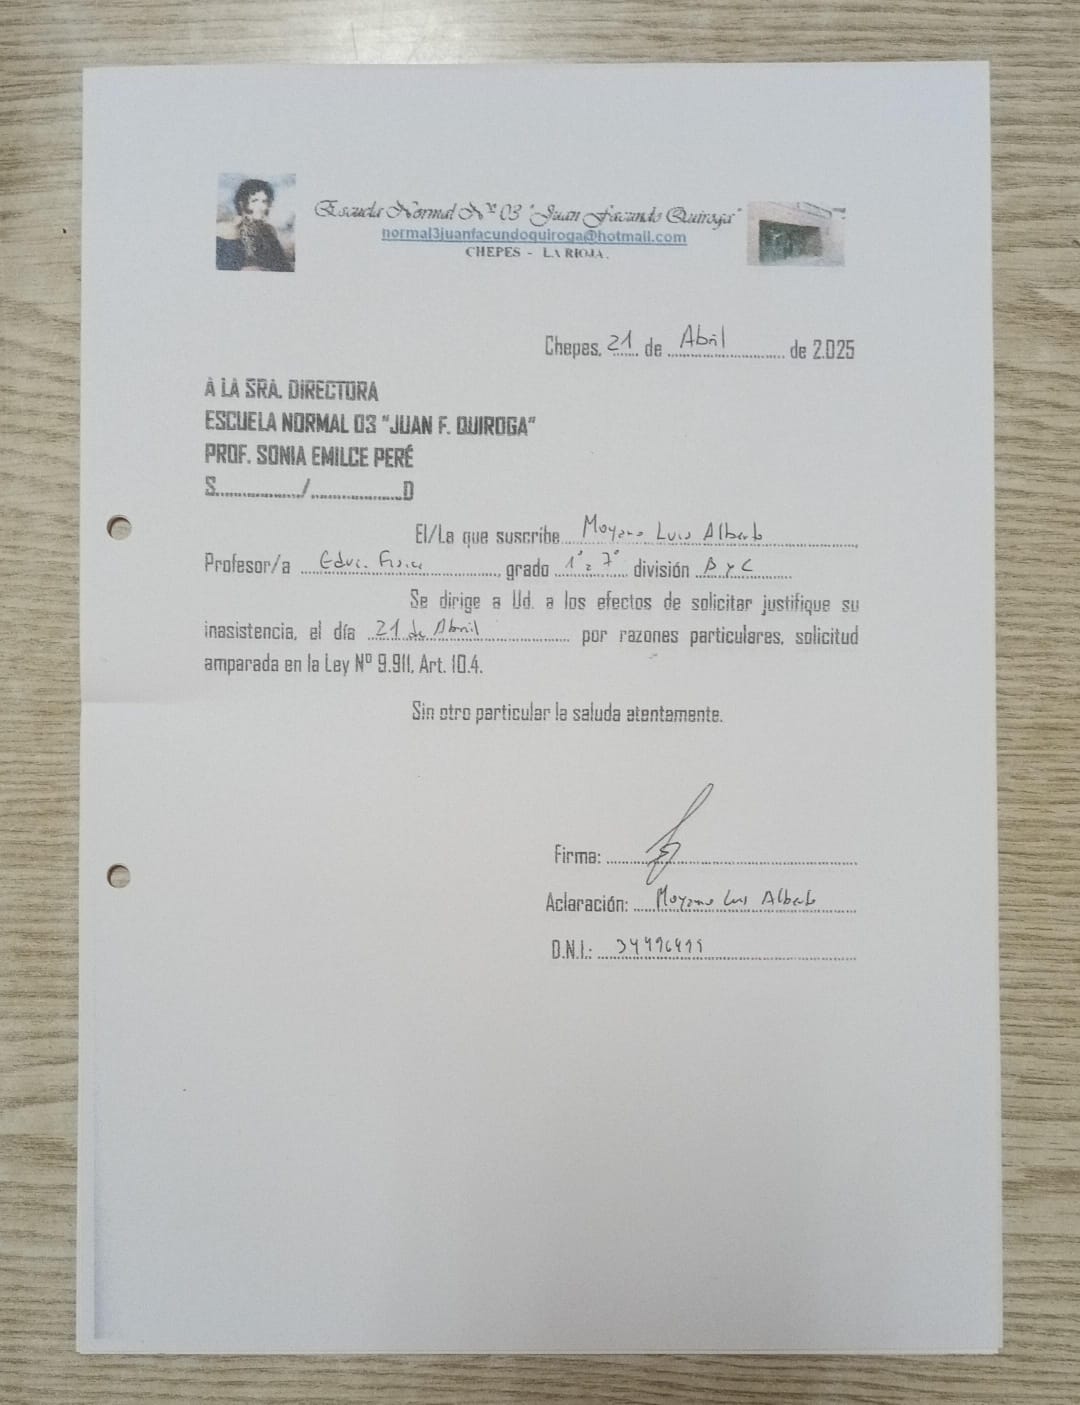 Escuela Normal Nº 03 "Juan Facundo Quiroga"
normal3juanfacundoquiroga@hotmail.com
CHEPES - LA RIOJA.
Chepes, 21 de Abril de 2.025
A LA SRA. DIRECTORA
ESCUELA NORMAL 03 "JUAN F. QUIROGA"
PROF. SONIA EMILCE PERÉ
S............../................D
El/La que suscribe Moyano Luis Alberto,
Profesor/a Educ. Fisica, grado 1° a 7° división B y C
Se dirige a Ud. a los efectos de solicitar justifique su
inasistencia, el día 21 de Abril por razones particulares, solicitud
amparada en la Ley Nº 9.911, Art. 10.4.
Sin otro particular la saluda atentamente.
Firma:
Aclaración: Moyano Luis Alberto
D.N.I.: